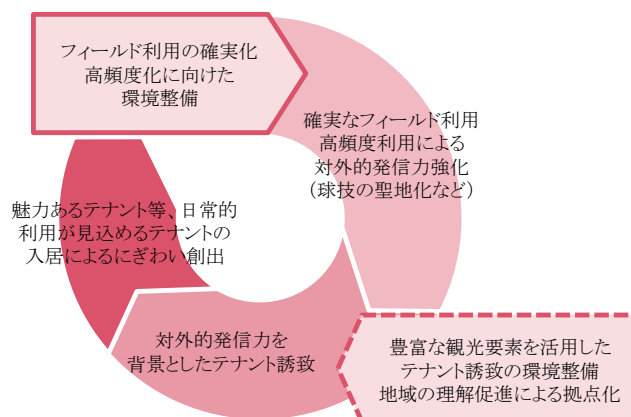 フィールド利用の確実化
高頻度化に向けた
環境整備
確実なフィールド利用
高頻度利用による
対外的発信力強化
（球技の聖地化など）
魅力あるテナント等、日常的
利用が見込めるテナントの
入居によるにぎわい創出
対外的発信力を
背景としたテナント誘致
豊富な観光要素を活用した
テナント誘致の環境整備
地域の理解促進による拠点化